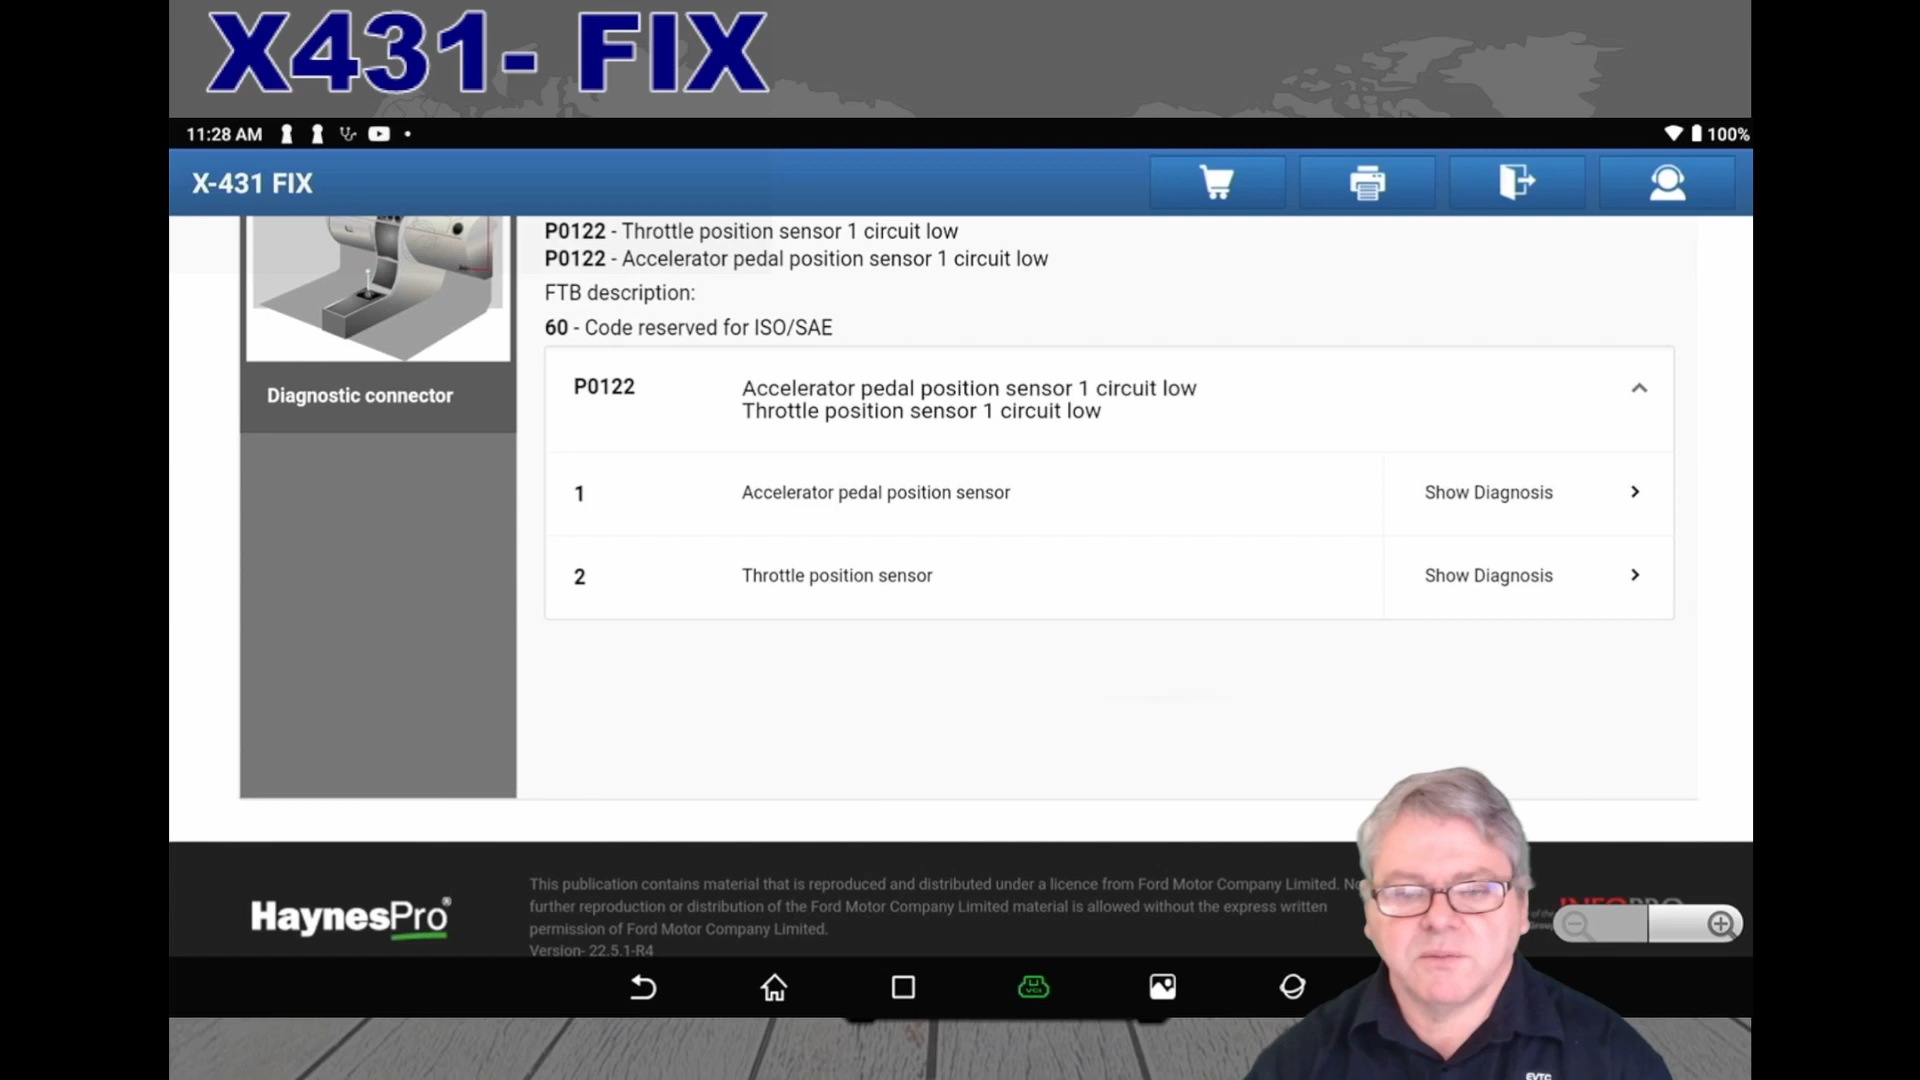 X431- FIX
11:28 AM
100%
X-431 FIX
P0122 - Throttle position sensor 1 circuit low
P0122 - Accelerator pedal position sensor 1 circuit low
FTB description:
60 - Code reserved for ISO/SAE
Diagnostic connector
P0122
Accelerator pedal position sensor 1 circuit low
Throttle position sensor 1 circuit low
1 Accelerator pedal position sensor Show Diagnosis
2 Throttle position sensor Show Diagnosis
HaynesPro®
This publication contains material that is reproduced and distributed under a licence from Ford Motor Company Limited. No
further reproduction or distribution of the Ford Motor Company Limited material is allowed without the express written
permission of Ford Motor Company Limited.
Version- 22.5.1-R4
VCI
EVTC